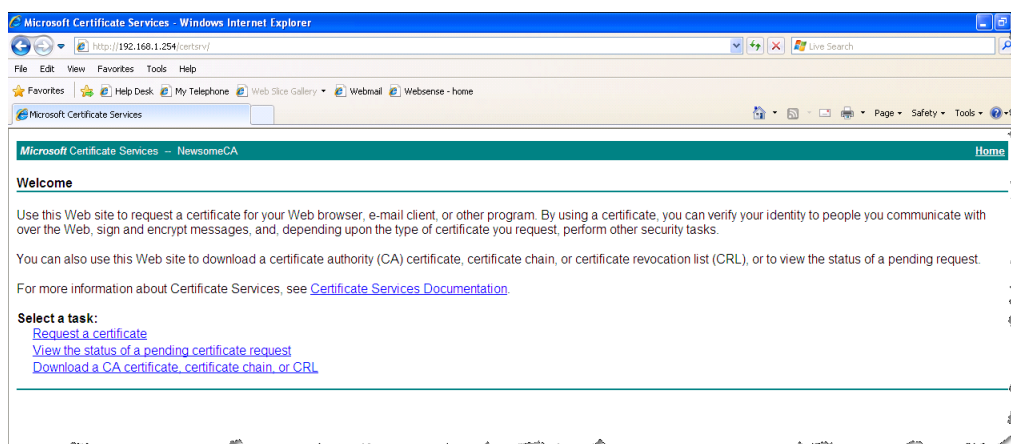 Microsoft Certificate Services - Windows Internet Explorer
http://192.168.1.254/certsrv/
Live Search
File Edit View Favorites Tools Help
Favorites Help Desk My Telephone Web Slice Gallery Webmail Websense - home
Microsoft Certificate Services
Page Safety Tools
Microsoft Certificate Services -- NewsomeCA Home
Welcome
Use this Web site to request a certificate for your Web browser, e-mail client, or other program. By using a certificate, you can verify your identity to people you communicate with
over the Web, sign and encrypt messages, and, depending upon the type of certificate you request, perform other security tasks.
You can also use this Web site to download a certificate authority (CA) certificate, certificate chain, or certificate revocation list (CRL), or to view the status of a pending request.
For more information about Certificate Services, see Certificate Services Documentation.
Select a task:
Request a certificate
View the status of a pending certificate request
Download a CA certificate, certificate chain, or CRL